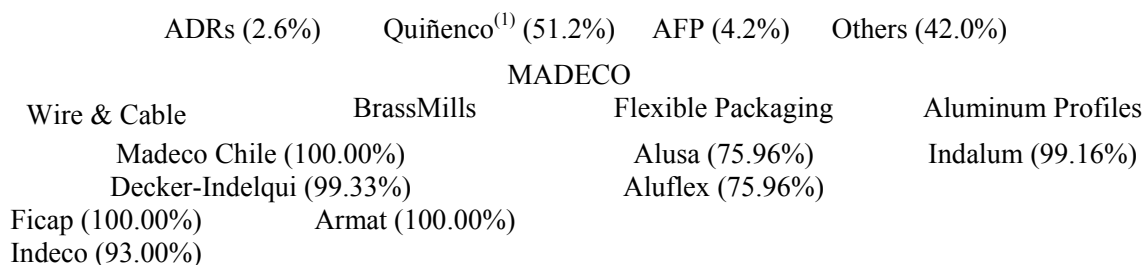 ADRs (2.6%) Quiñenco(1) (51.2%) AFP (4.2%) Others (42.0%)
MADECO
Wire & Cable BrassMills Flexible Packaging Aluminum Profiles
Madeco Chile (100.00%) Alusa (75.96%) Indalum (99.16%)
Decker-Indelqui (99.33%) Aluflex (75.96%)
Ficap (100.00%) Armat (100.00%)
Indeco (93.00%)